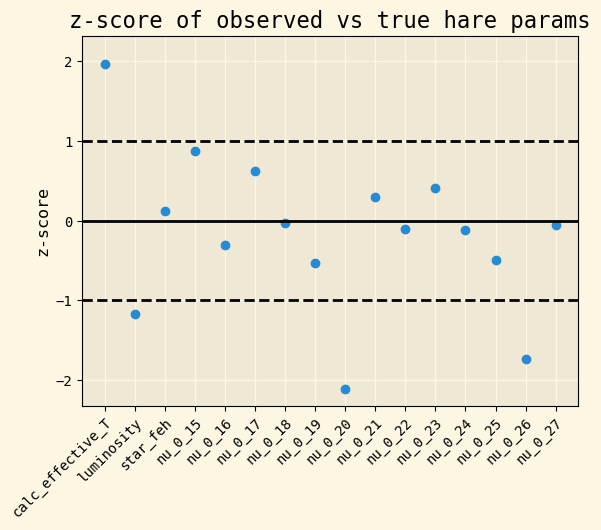 z-score of observed vs true hare params
z-score
2
1
0
−1
−2
calc_effective_T
luminosity
star_feh
nu_0_15
nu_0_16
nu_0_17
nu_0_18
nu_0_19
nu_0_20
nu_0_21
nu_0_22
nu_0_23
nu_0_24
nu_0_25
nu_0_26
nu_0_27